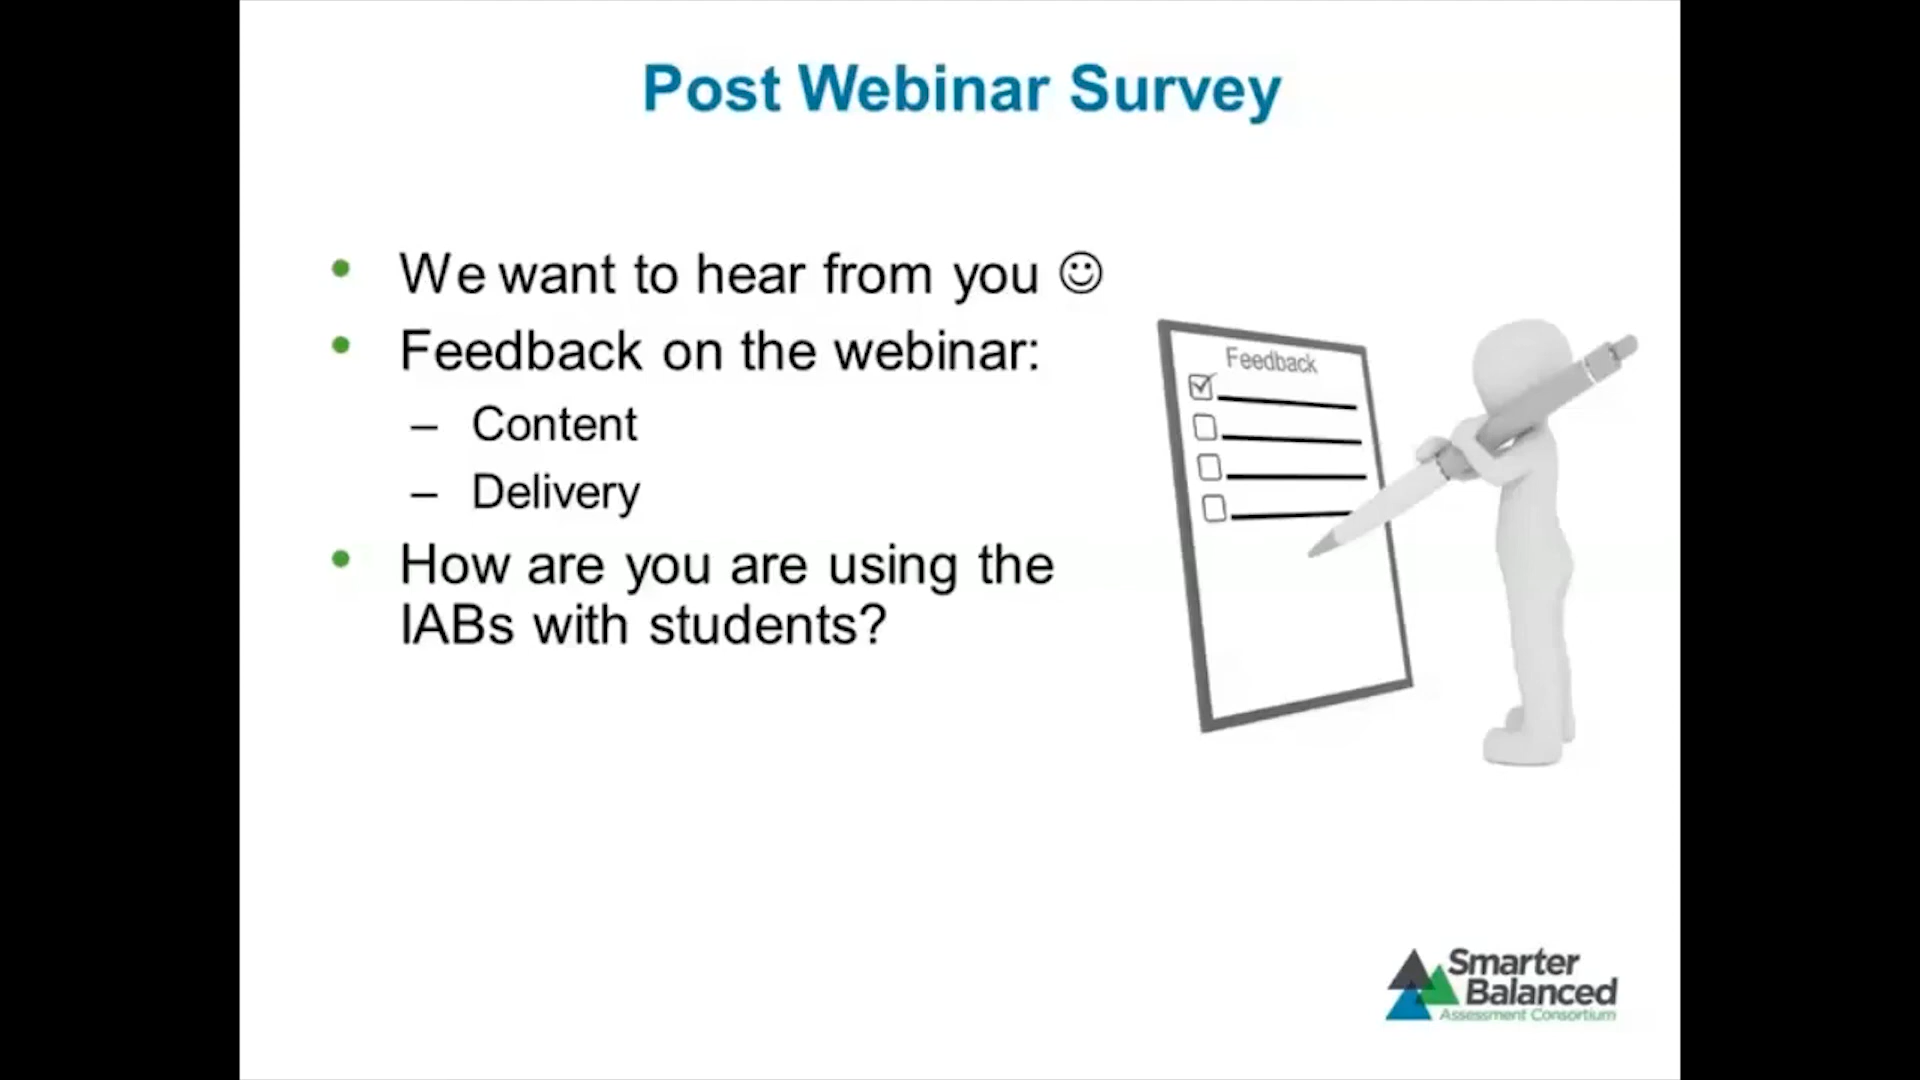 Post Webinar Survey
• We want to hear from you ☺
• Feedback on the webinar:
– Content
– Delivery
• How are you are using the
IABs with students?
Feedback
Smarter
Balanced
Assessment Consortium